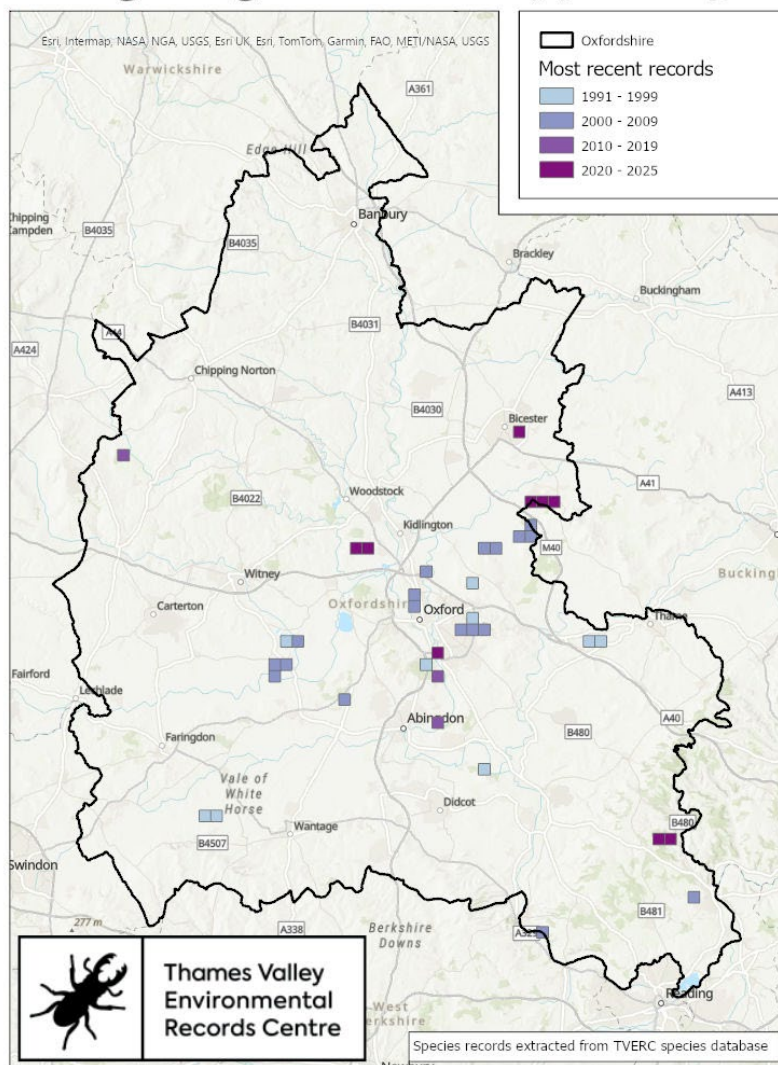 Esri, Intermap, NASA, NGA, USGS, Esri UK, Esri, TomTom, Garmin, FAO, METI/NASA, USGS
Oxfordshire
Most recent records
1991 - 1999
2000 - 2009
2010 - 2019
2020 - 2025
Warwickshire
A361
Edge Hill
Chipping
Campden
B4035
B4035
Banbury
Brackley
Buckingham
B4031
A44
A424
Chipping Norton
A413
B4030
Bicester
A41
B4022
Woodstock
Kidlington
M40
Witney
Oxfordshire
Carterton
Oxford
Thame
Fairford
Lechlade
A40
Abingdon
B480
Faringdon
Vale of
White
Horse
Didcot
B480
Wantage
B4507
Swindon
B481
277 m
A338
Berkshire
Downs
Reading
West
Thames Valley
Environmental
Records Centre
Species records extracted from TVERC species database